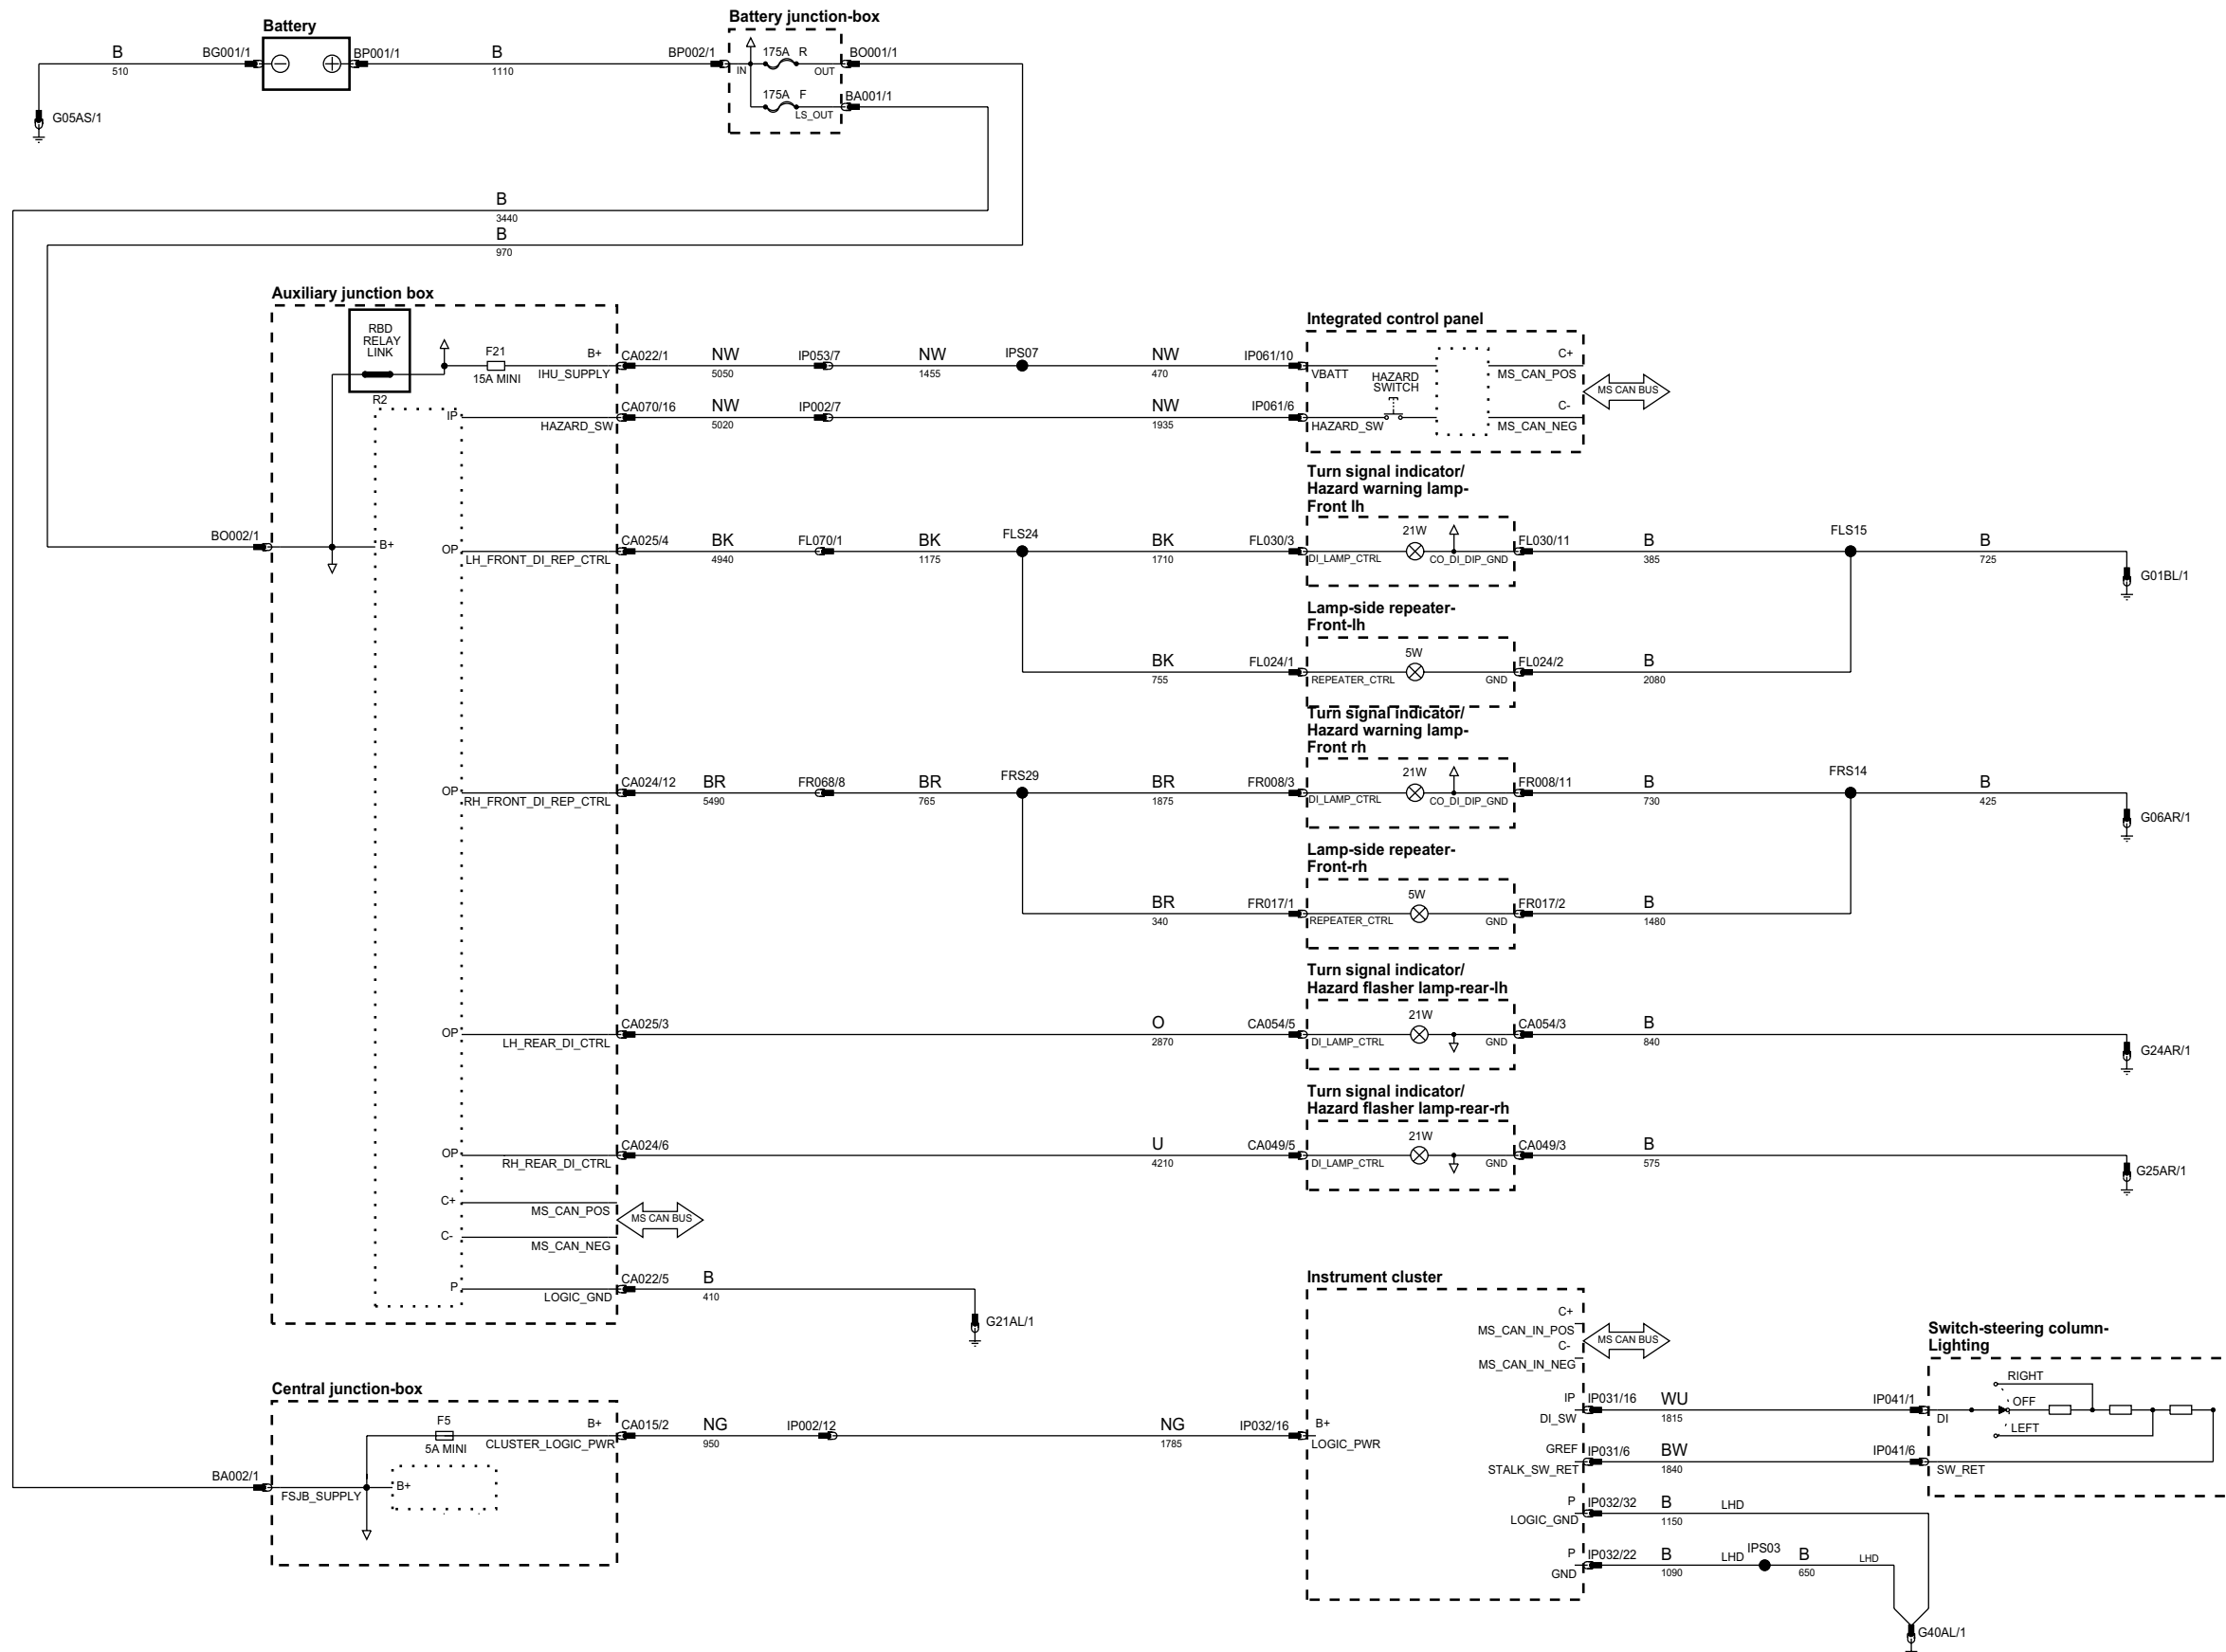 Battery
Battery junction-box
B
510
BG001/1
BP001/1
B
1110
BP002/1
IN
175A R
OUT
BO001/1
175A F
LS_OUT
BA001/1
G05AS/1
B
3440
B
970
Auxiliary junction box
RBD
RELAY
LINK
R2
F21
15A MINI
B+
IHU_SUPPLY
CA022/1
NW
5050
IP053/7
NW
1455
IPS07
NW
470
IP061/10
Integrated control panel
VBATT
HAZARD
SWITCH
C+
MS_CAN_POS
MS CAN BUS
C-
MS_CAN_NEG
IP
HAZARD_SW
CA070/16
NW
5020
IP002/7
NW
1935
IP061/6
HAZARD_SW
Turn signal indicator/
Hazard warning lamp-
Front lh
BO002/1
B+
OP
LH_FRONT_DI_REP_CTRL
CA025/4
BK
4940
FL070/1
BK
1175
FLS24
BK
1710
FL030/3
DI_LAMP_CTRL
21W
CO_DI_DIP_GND
FL030/11
B
385
FLS15
B
725
G01BL/1
Lamp-side repeater-
Front-lh
BK
755
FL024/1
REPEATER_CTRL
5W
GND
FL024/2
B
2080
Turn signal indicator/
Hazard warning lamp-
Front rh
OP
RH_FRONT_DI_REP_CTRL
CA024/12
BR
5490
FR068/8
BR
765
FRS29
BR
1875
FR008/3
DI_LAMP_CTRL
21W
CO_DI_DIP_GND
FR008/11
B
730
FRS14
B
425
G06AR/1
Lamp-side repeater-
Front-rh
BR
340
FR017/1
REPEATER_CTRL
5W
GND
FR017/2
B
1480
Turn signal indicator/
Hazard flasher lamp-rear-lh
OP
LH_REAR_DI_CTRL
CA025/3
O
2870
CA054/5
DI_LAMP_CTRL
21W
GND
CA054/3
B
840
G24AR/1
Turn signal indicator/
Hazard flasher lamp-rear-rh
OP
RH_REAR_DI_CTRL
CA024/6
U
4210
CA049/5
DI_LAMP_CTRL
21W
GND
CA049/3
B
575
G25AR/1
C+
MS_CAN_POS
MS CAN BUS
C-
MS_CAN_NEG
P
LOGIC_GND
CA022/5
B
410
G21AL/1
Instrument cluster
C+
MS_CAN_IN_POS
C-
MS_CAN_IN_NEG
MS CAN BUS
Switch-steering column-
Lighting
RIGHT
OFF
LEFT
IP
DI_SW
IP031/16
WU
1815
IP041/1
DI
GREF
STALK_SW_RET
IP031/6
BW
1840
IP041/6
SW_RET
P
LOGIC_GND
IP032/32
B
1150
LHD
P
GND
IP032/22
B
1090
LHD
IPS03
B
650
LHD
G40AL/1
Central junction-box
F5
5A MINI
B+
CLUSTER_LOGIC_PWR
CA015/2
NG
950
IP002/12
NG
1785
IP032/16
B+
LOGIC_PWR
BA002/1
FSJB_SUPPLY
B+